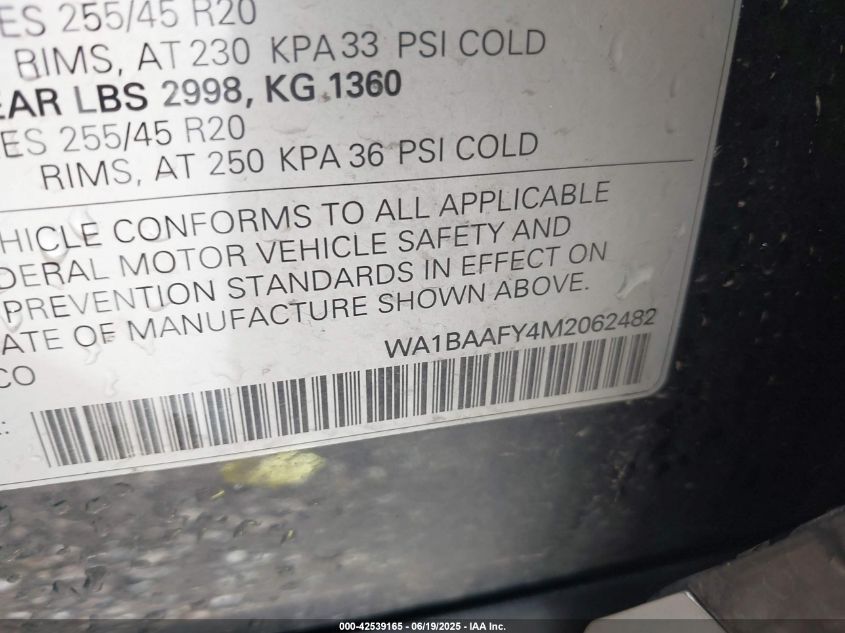 ES 255/45 R20
RIMS, AT 230 KPA 33 PSI COLD
EAR LBS 2998, KG 1360
ES 255/45 R20
RIMS, AT 250 KPA 36 PSI COLD
HICLE CONFORMS TO ALL APPLICABLE
DERAL MOTOR VEHICLE SAFETY AND
PREVENTION STANDARDS IN EFFECT ON
ATE OF MANUFACTURE SHOWN ABOVE.
WA1BAAFY4M2062482
CO
:
000-42539165 - 06/19/2025 - IAA Inc.